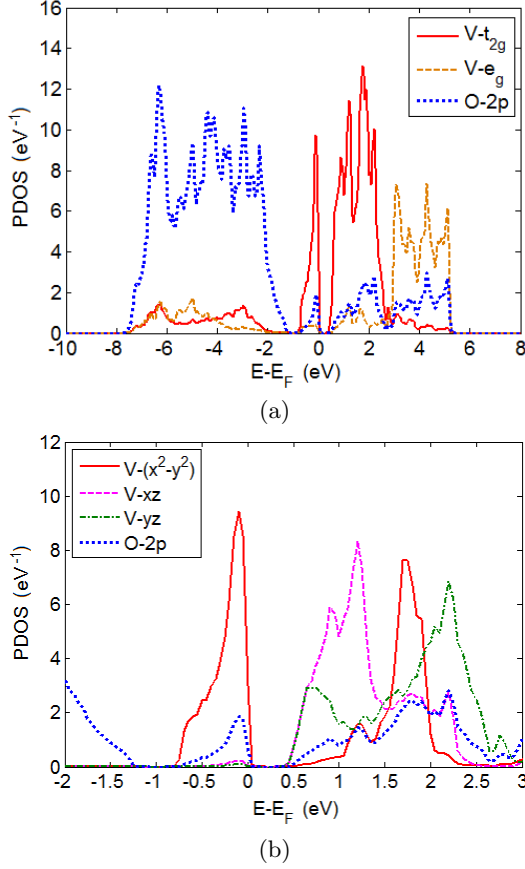 16
14
12
10
8
6
4
2
0
PDOS (eV⁻¹)
V-t₂g
V-eg
O-2p
-10 -8 -6 -4 -2 0 2 4 6 8
E-E_F (eV)
(a)
12
10
8
6
4
2
0
PDOS (eV⁻¹)
V-(x²-y²)
V-xz
V-yz
O-2p
-2 -1.5 -1 -0.5 0 0.5 1 1.5 2 2.5 3
E-E_F (eV)
(b)